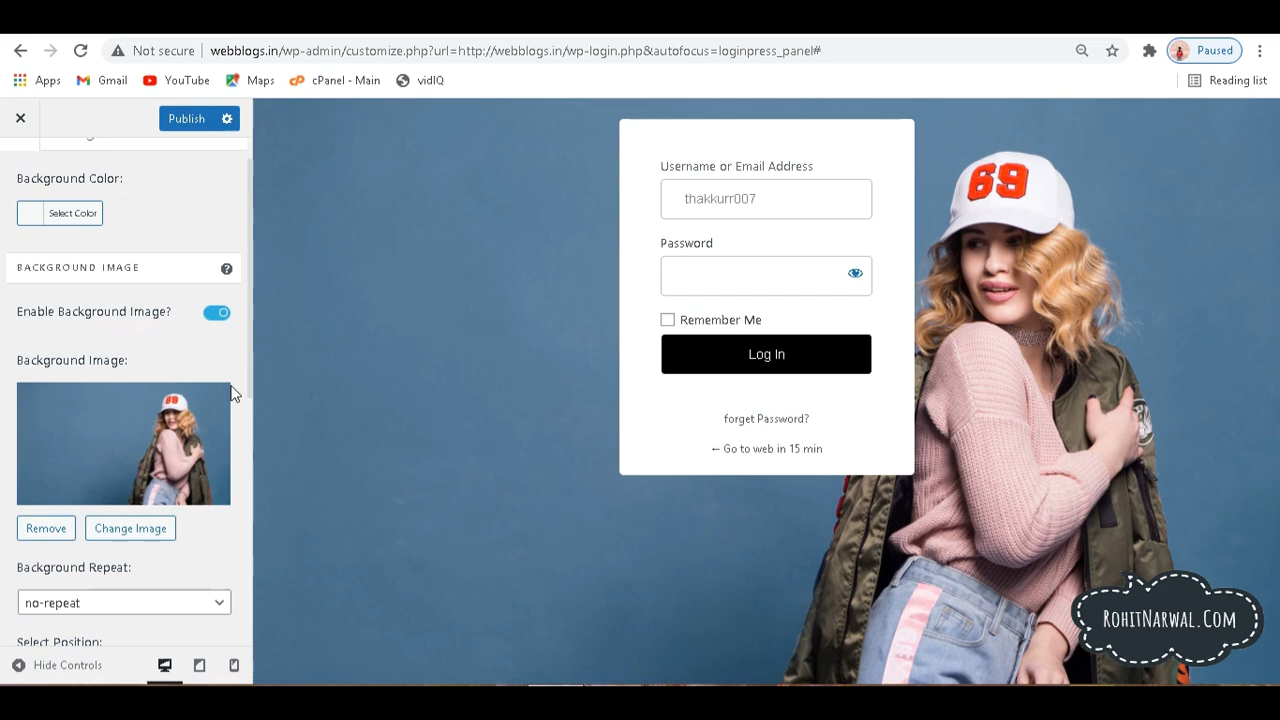 Not secure webblogs.in/wp-admin/customize.php?url=http://webblogs.in/wp-login.php&autofocus=loginpress_panel# Paused
Apps Gmail YouTube Maps cPanel - Main vidIQ Reading list
Publish
Background Color:
Select Color
BACKGROUND IMAGE
Enable Background Image?
Background Image:
Remove Change Image
Background Repeat:
no-repeat
Select Position:
Hide Controls
Username or Email Address
thakkurr007
Password
Remember Me
Log In
forget Password?
← Go to web in 15 min
69
69
ROHITNARWAL.COM